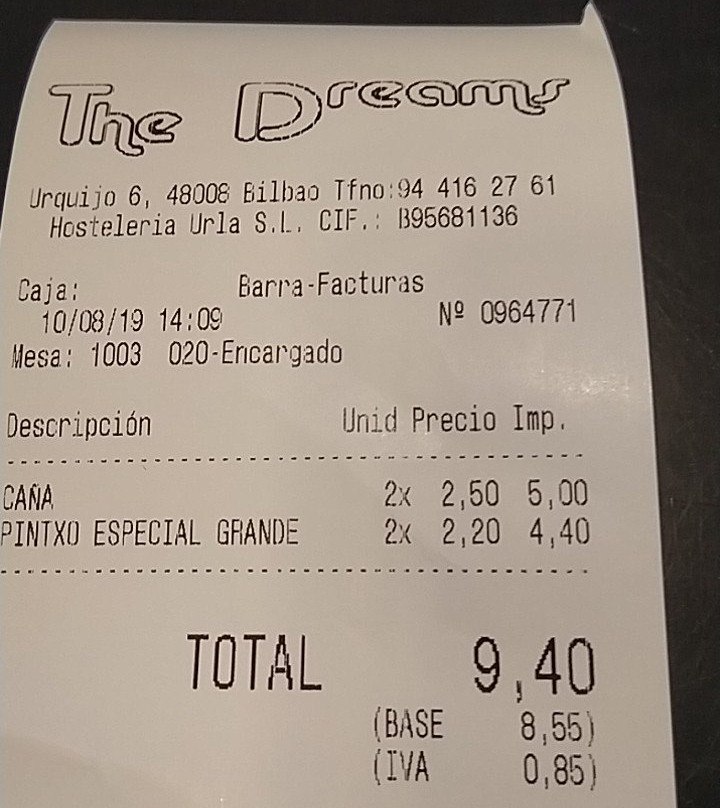 The Dreams
Urquijo 6, 48008 Bilbao Tfno:94 416 27 61
Hosteleria Urla S.L. CIF.: B95681136
Caja: Barra-Facturas
10/08/19 14:09 Nº 0964771
Mesa: 1003 020-Encargado
Descripción Unid Precio Imp.
CAÑA 2x 2,50 5,00
PINTXO ESPECIAL GRANDE 2x 2,20 4,40
TOTAL 9,40
(BASE 8,55)
(IVA 0,85)